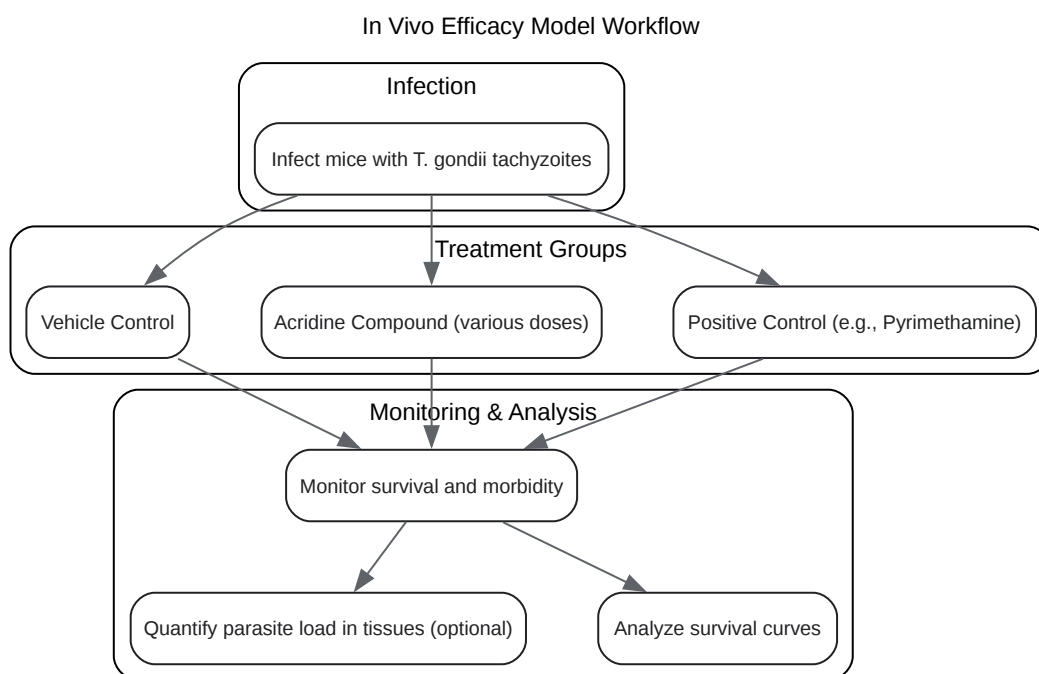 In Vivo Efficacy Model Workflow
Infection
Infect mice with T. gondii tachyzoites
Treatment Groups
Vehicle Control
Acridine Compound (various doses)
Positive Control (e.g., Pyrimethamine)
Monitoring & Analysis
Monitor survival and morbidity
Quantify parasite load in tissues (optional)
Analyze survival curves